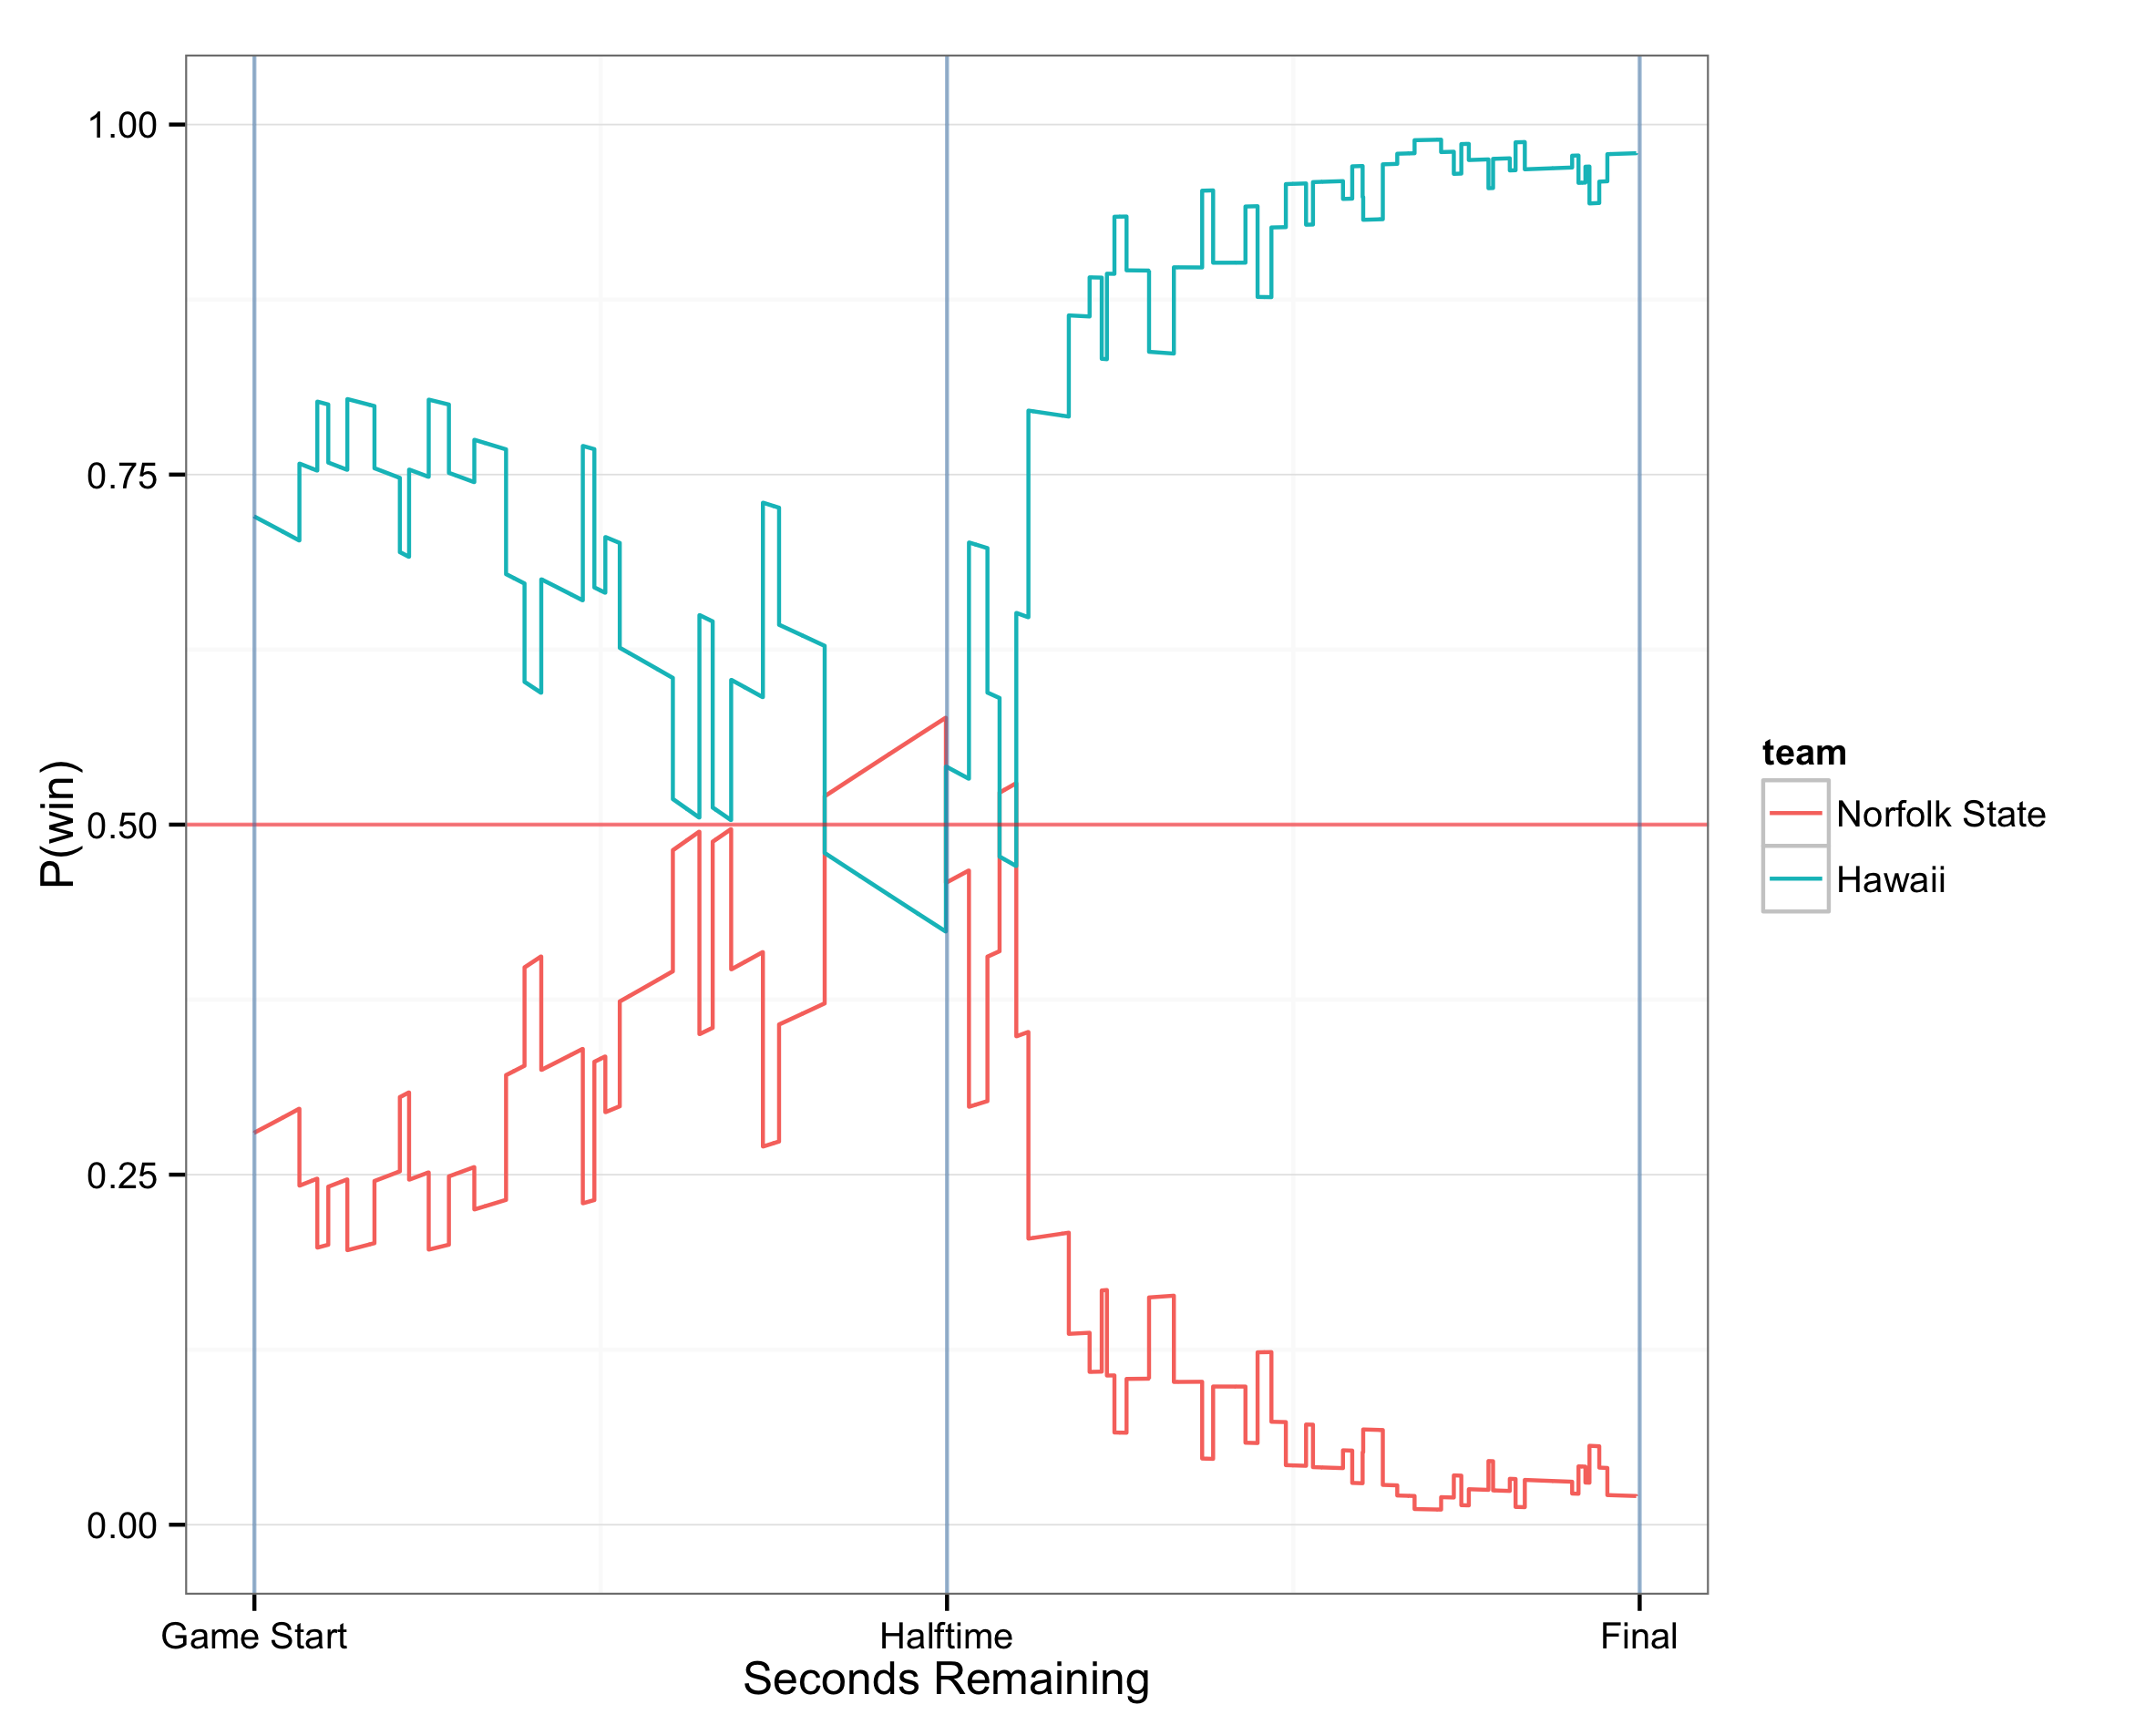 1.00
0.75
0.50
0.25
0.00
P(win)
Game Start
Halftime
Final
Seconds Remaining
team
Norfolk State
Hawaii